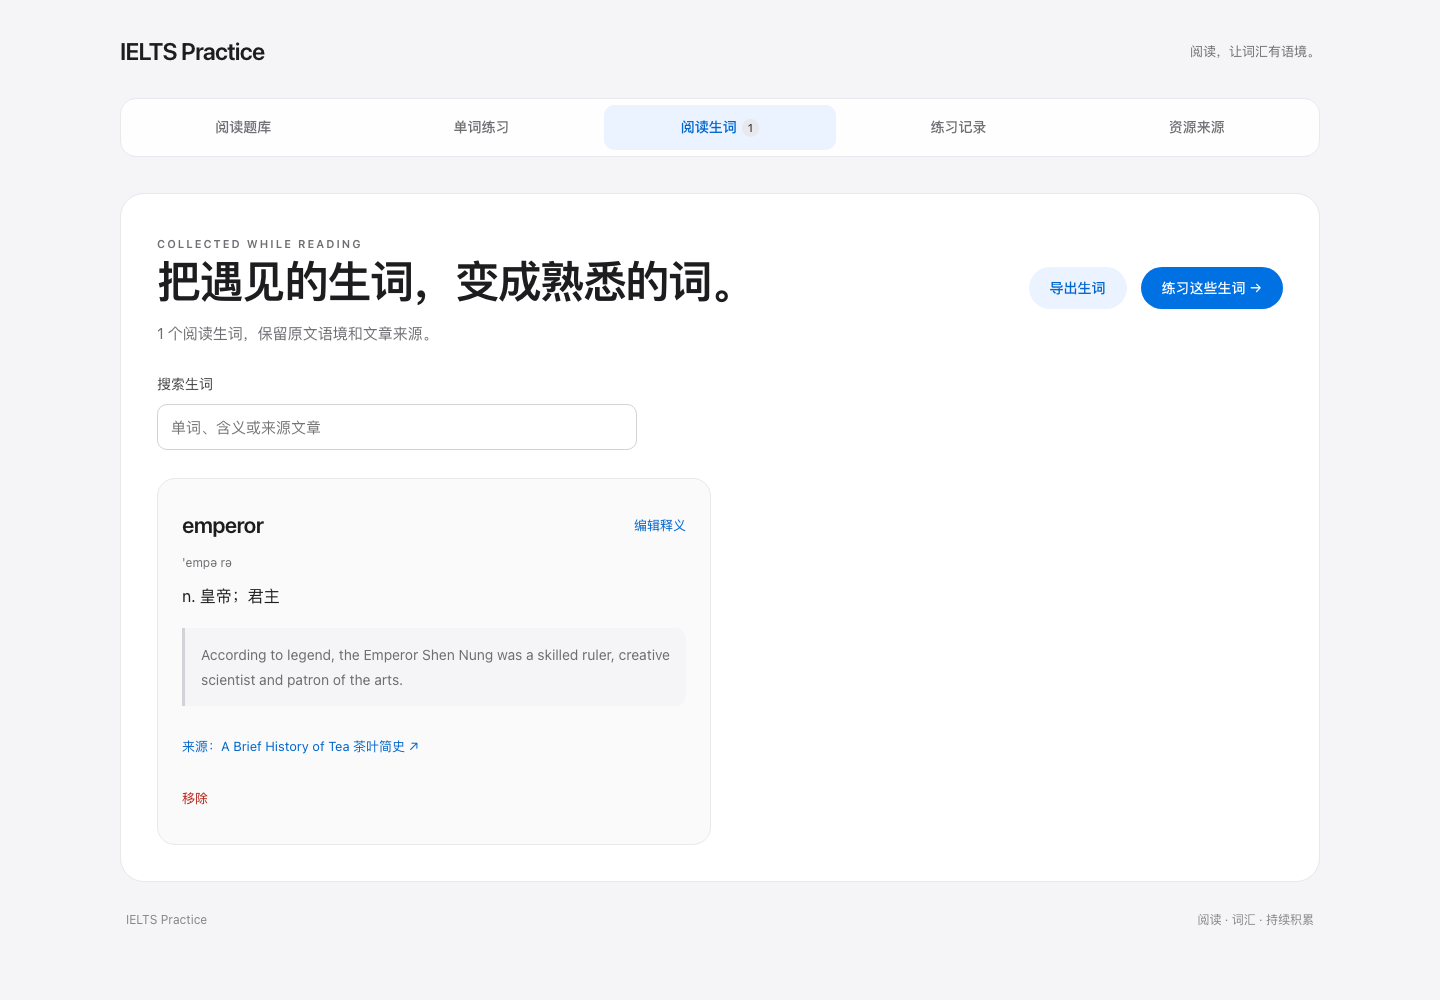 IELTS Practice
阅读，让词汇有语境。
阅读题库
单词练习
阅读生词 1
练习记录
资源来源
COLLECTED WHILE READING
把遇见的生词，变成熟悉的词。
导出生词
练习这些生词 →
1 个阅读生词，保留原文语境和文章来源。
搜索生词
单词、含义或来源文章
emperor
编辑释义
'empə rə
n. 皇帝；君主
According to legend, the Emperor Shen Nung was a skilled ruler, creative
scientist and patron of the arts.
来源：A Brief History of Tea 茶叶简史 ↗
移除
IELTS Practice
阅读 · 词汇 · 持续积累